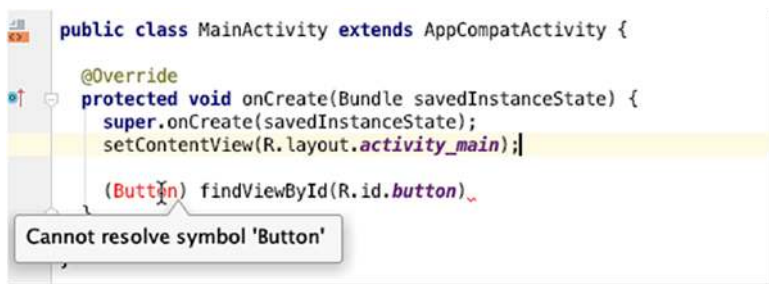 public class MainActivity extends AppCompatActivity {
@Override
protected void onCreate(Bundle savedInstanceState) {
super.onCreate(savedInstanceState);
setContentView(R.layout.activity_main);
(Button) findViewById(R.id.button)
}
Cannot resolve symbol 'Button'
}